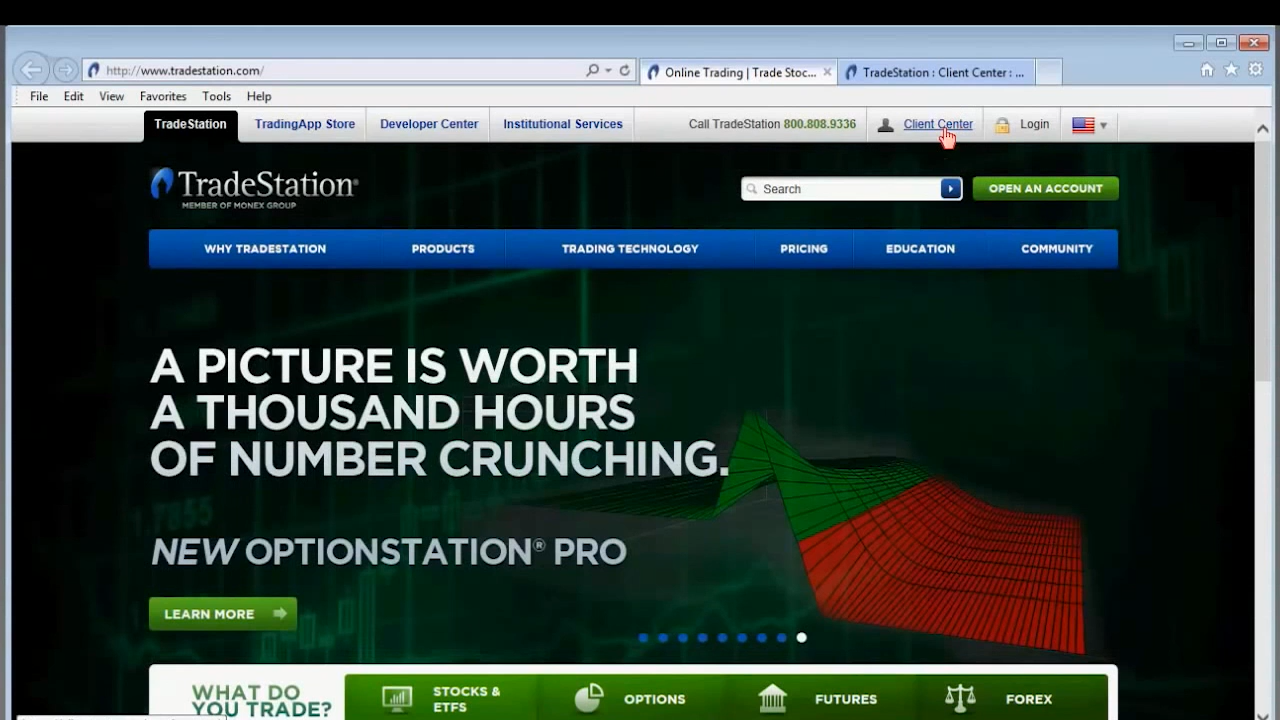 http://www.tradestation.com/
Online Trading | Trade Stoc...
TradeStation : Client Center : ...
File Edit View Favorites Tools Help
TradeStation TradingApp Store Developer Center Institutional Services Call TradeStation 800.808.9336 Client Center Login
TradeStation®
MEMBER OF MONEX GROUP
Search
OPEN AN ACCOUNT
WHY TRADESTATION PRODUCTS TRADING TECHNOLOGY PRICING EDUCATION COMMUNITY
A PICTURE IS WORTH
A THOUSAND HOURS
OF NUMBER CRUNCHING.
1.7855
NEW OPTIONSTATION® PRO
LEARN MORE
WHAT DO
YOU TRADE?
STOCKS &
ETFS
OPTIONS
FUTURES
FOREX